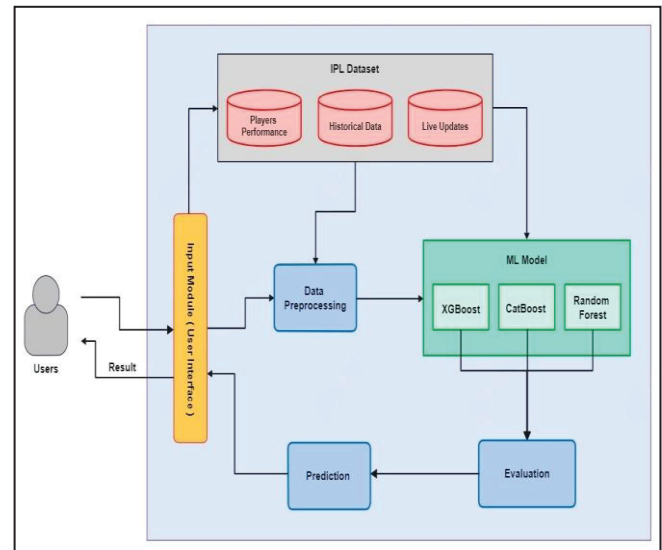 IPL Dataset
Players
Performance
Historical Data
Live Updates
Input Module ( User Interface )
Data
Preprocessing
ML Model
XGBoost
CatBoost
Random
Forest
Users
Result
Prediction
Evaluation